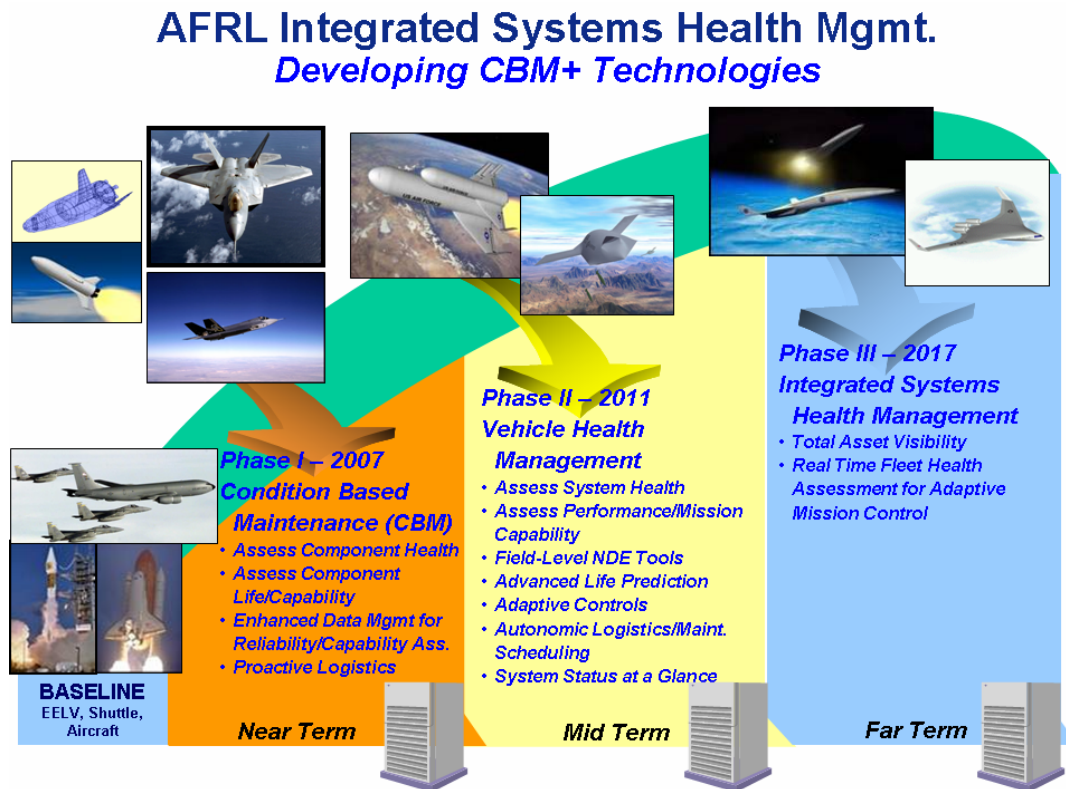 AFRL Integrated Systems Health Mgmt.
Developing CBM+ Technologies
US AIR FORCE
Phase I – 2007
Condition Based
Maintenance (CBM)
• Assess Component Health
• Assess Component
Life/Capability
• Enhanced Data Mgmt for
Reliability/Capability Ass.
• Proactive Logistics
Phase II – 2011
Vehicle Health
Management
• Assess System Health
• Assess Performance/Mission
Capability
• Field-Level NDE Tools
• Advanced Life Prediction
• Adaptive Controls
• Autonomic Logistics/Maint.
Scheduling
• System Status at a Glance
Phase III – 2017
Integrated Systems
Health Management
• Total Asset Visibility
• Real Time Fleet Health
Assessment for Adaptive
Mission Control
BASELINE
EELV, Shuttle,
Aircraft
Near Term
Mid Term
Far Term